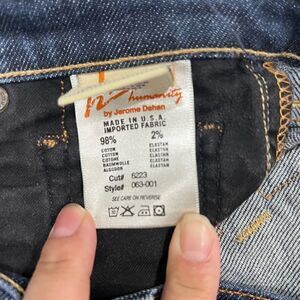 humanity
by Jerome Dahan
MADE IN U.S.A.
IMPORTED FABRIC
98% 2%
COTTON ELASTAN
COTTON ELASTAN
COTONE ELASTAN
BAUMWOLLE ELASTAN
ALGODON ELASTAN
Cut# 6223
Style# 063-001
SEE CARE ON REVERSE